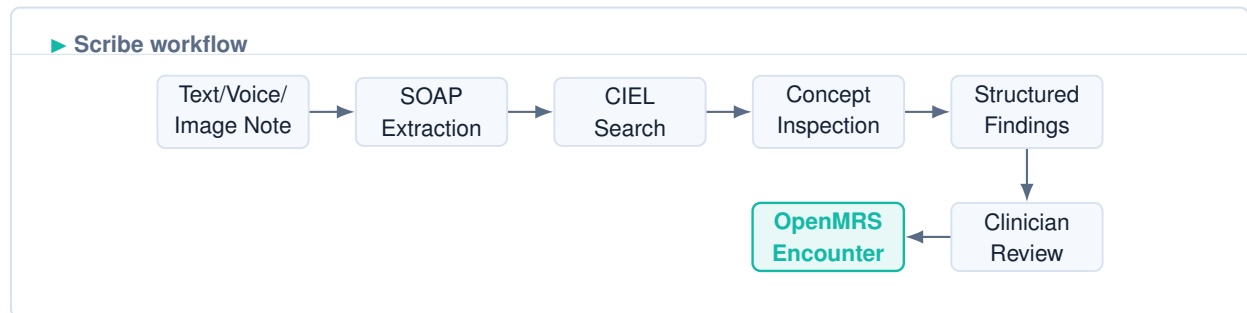 ▶ Scribe workflow
Text/Voice/
Image Note
SOAP
Extraction
CIEL
Search
Concept
Inspection
Structured
Findings
OpenMRS
Encounter
Clinician
Review